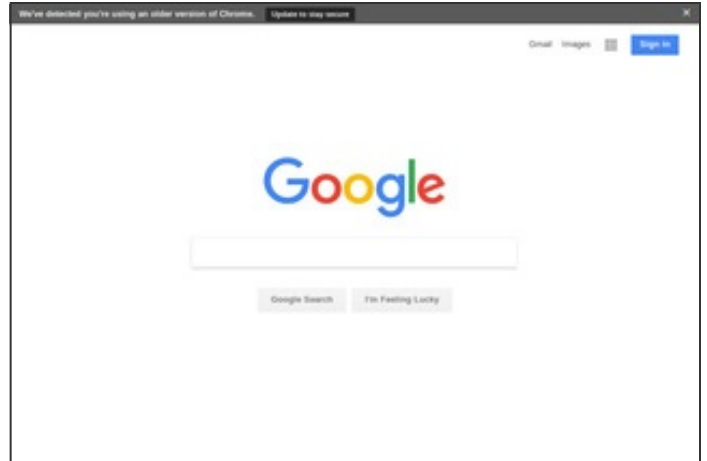 We've detected you're using an older version of Chrome. Update to stay secure ×
Gmail Images Sign in
Google
Google Search I'm Feeling Lucky